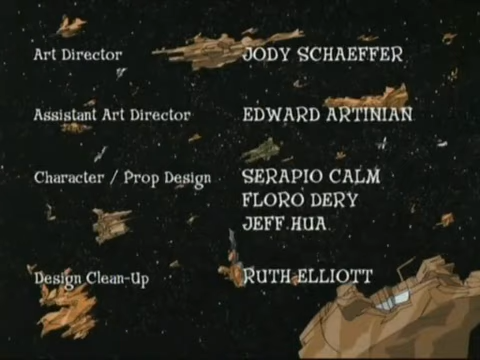 Art Director JODY SCHAEFFER
Assistant Art Director EDWARD ARTINIAN
Character / Prop Design SERAPIO CALM
FLORO DERY
JEFF HUA
Design Clean-Up RUTH ELLIOTT